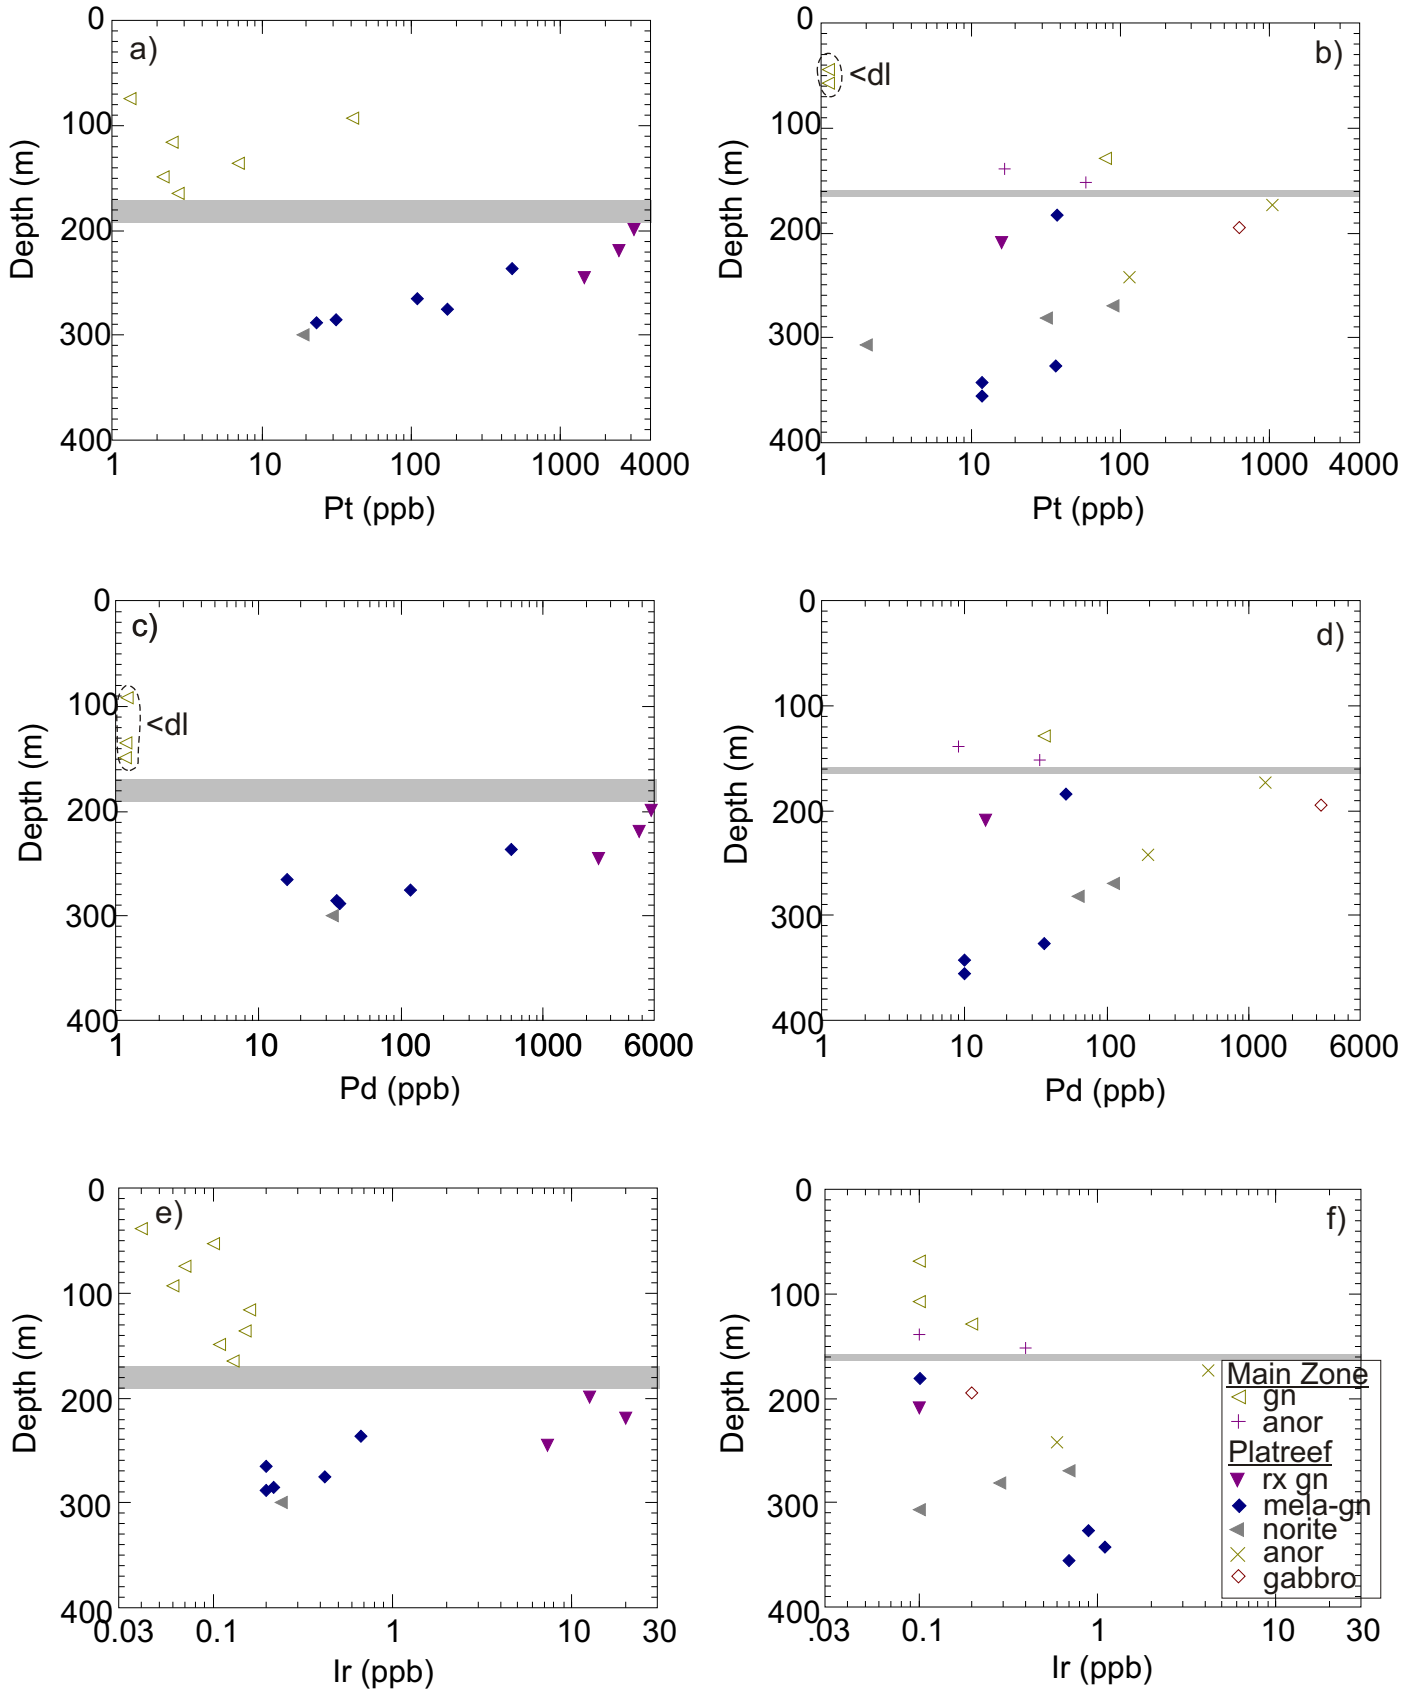 a)
0
100
200
300
400
Depth (m)
1
10
100
1000
4000
Pt (ppb)
b)
<dl
0
100
200
300
400
Depth (m)
1
10
100
1000
4000
Pt (ppb)
c)
<dl
0
100
200
300
400
Depth (m)
1
10
100
1000
6000
Pd (ppb)
d)
0
100
200
300
400
Depth (m)
1
10
100
1000
6000
Pd (ppb)
e)
0
100
200
300
400
Depth (m)
0.03
0.1
1
10
30
Ir (ppb)
f)
0
100
200
300
400
Depth (m)
.03
0.1
1
10
30
Ir (ppb)
Main Zone
gn
anor
Platreef
rx gn
mela-gn
norite
anor
gabbro